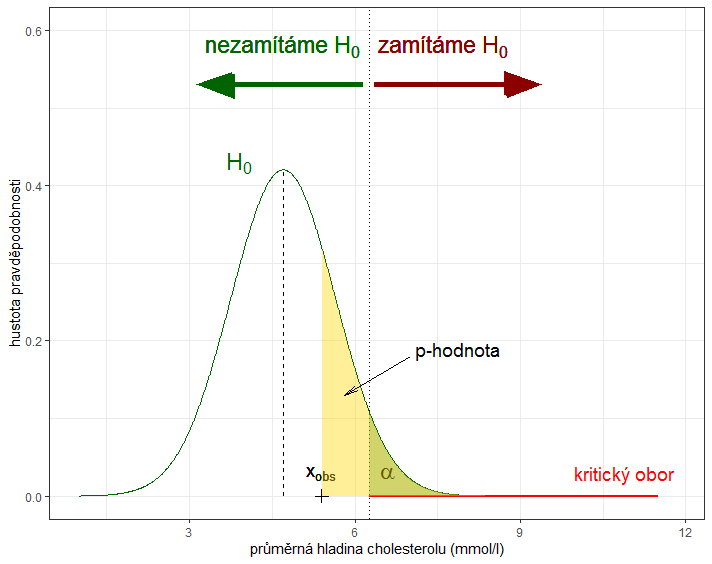 nezamítáme H0
zamítáme H0
H0
p-hodnota
xobs
α
kritický obor
0.6
0.4
0.2
0.0
3
6
9
12
hustota pravděpodobnosti
průměrná hladina cholesterolu (mmol/l)